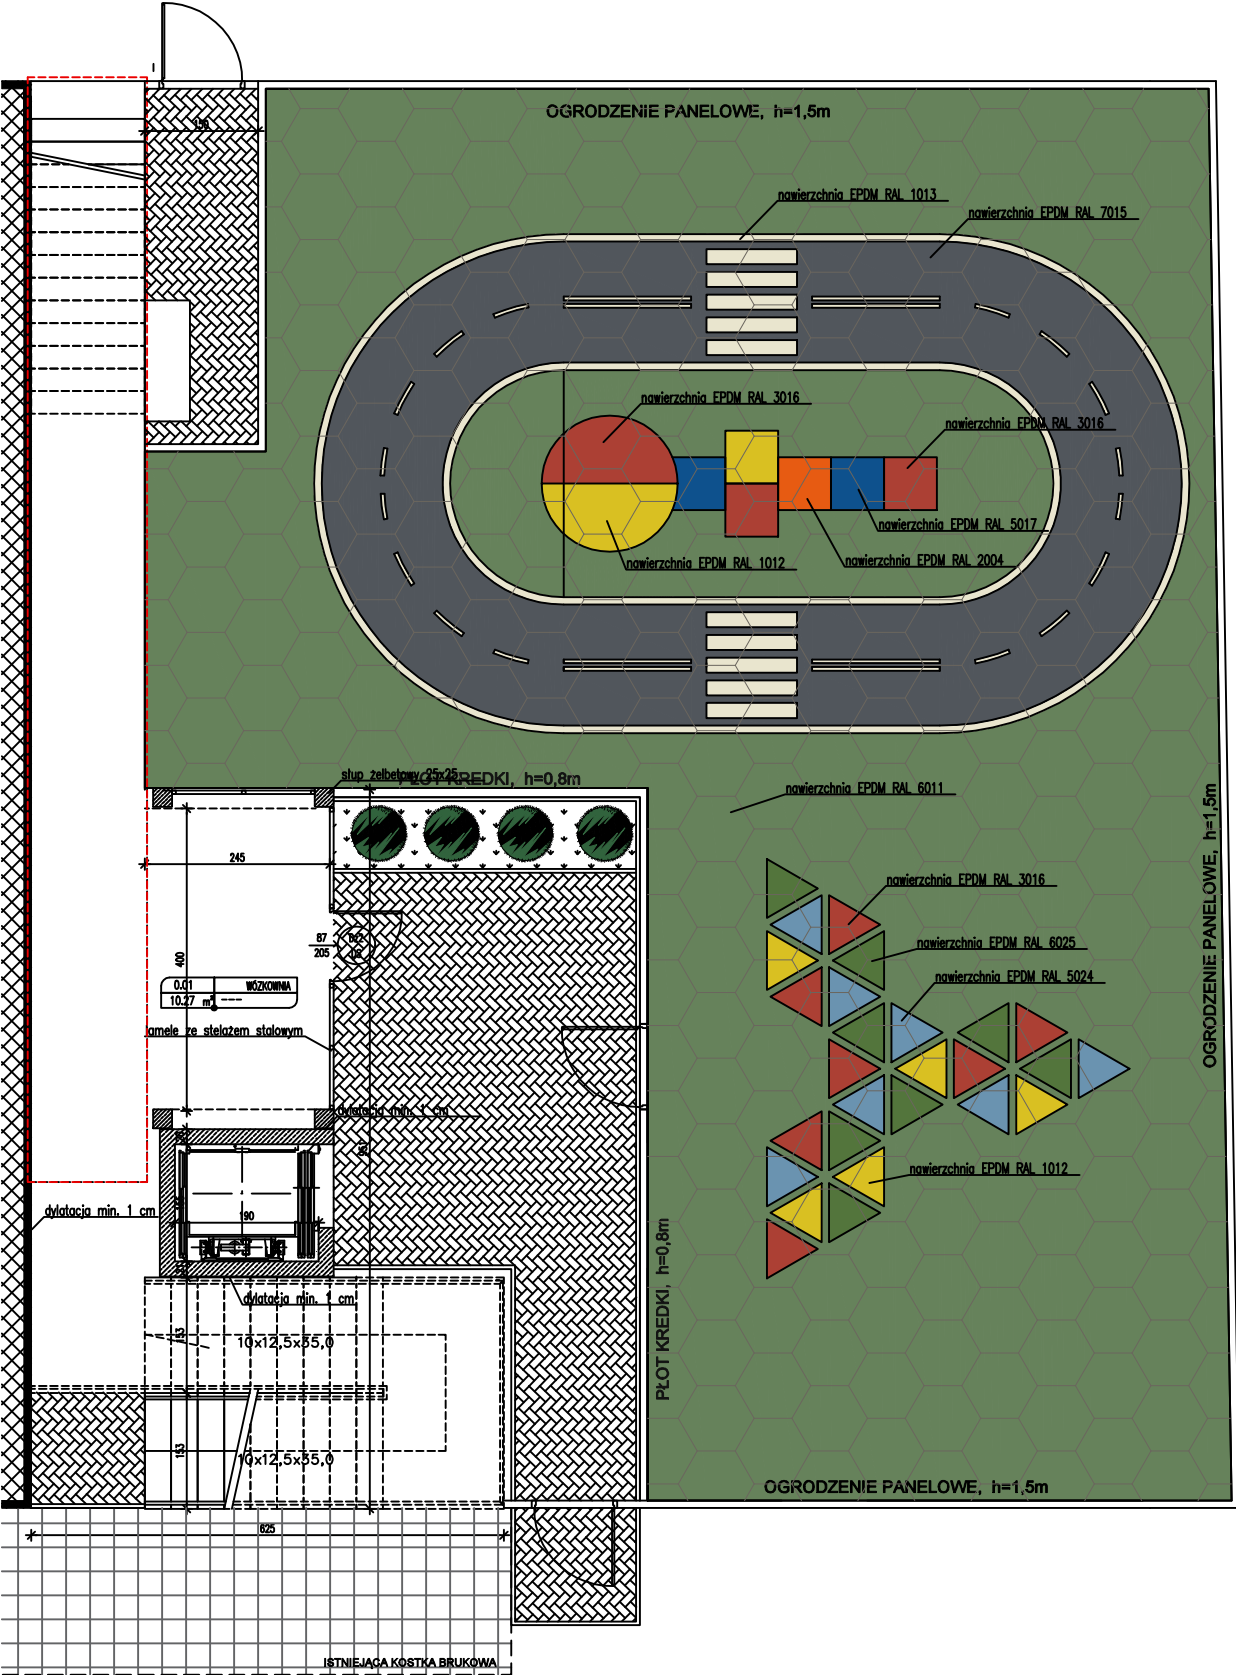 OGRODZENIE PANELOWE, h=1,5m
150
nawierzchnia EPDM RAL 1013
nawierzchnia EPDM RAL 7015
nawierzchnia EPDM RAL 3016
nawierzchnia EPDM RAL 3016
nawierzchnia EPDM RAL 5017
nawierzchnia EPDM RAL 2004
nawierzchnia EPDM RAL 1012
słup żelbetowy 25x25
PŁOT KREDKI, h=0,8m
nawierzchnia EPDM RAL 6011
OGRODZENIE PANELOWE, h=1,5m
245
nawierzchnia EPDM RAL 3016
87
205
nawierzchnia EPDM RAL 6025
400
nawierzchnia EPDM RAL 5024
0.01 WÓZKOWNIA
10.27 m² ---
lamele ze stelażem stalowym
dylatacja min. 1 cm
nawierzchnia EPDM RAL 1012
dylatacja min. 1 cm
190
PŁOT KREDKI, h=0,8m
dylatacja min. 1 cm
153
10x12,5x35,0
153
10x12,5x35,0
OGRODZENIE PANELOWE, h=1,5m
625
ISTNIEJĄCA KOSTKA BRUKOWA